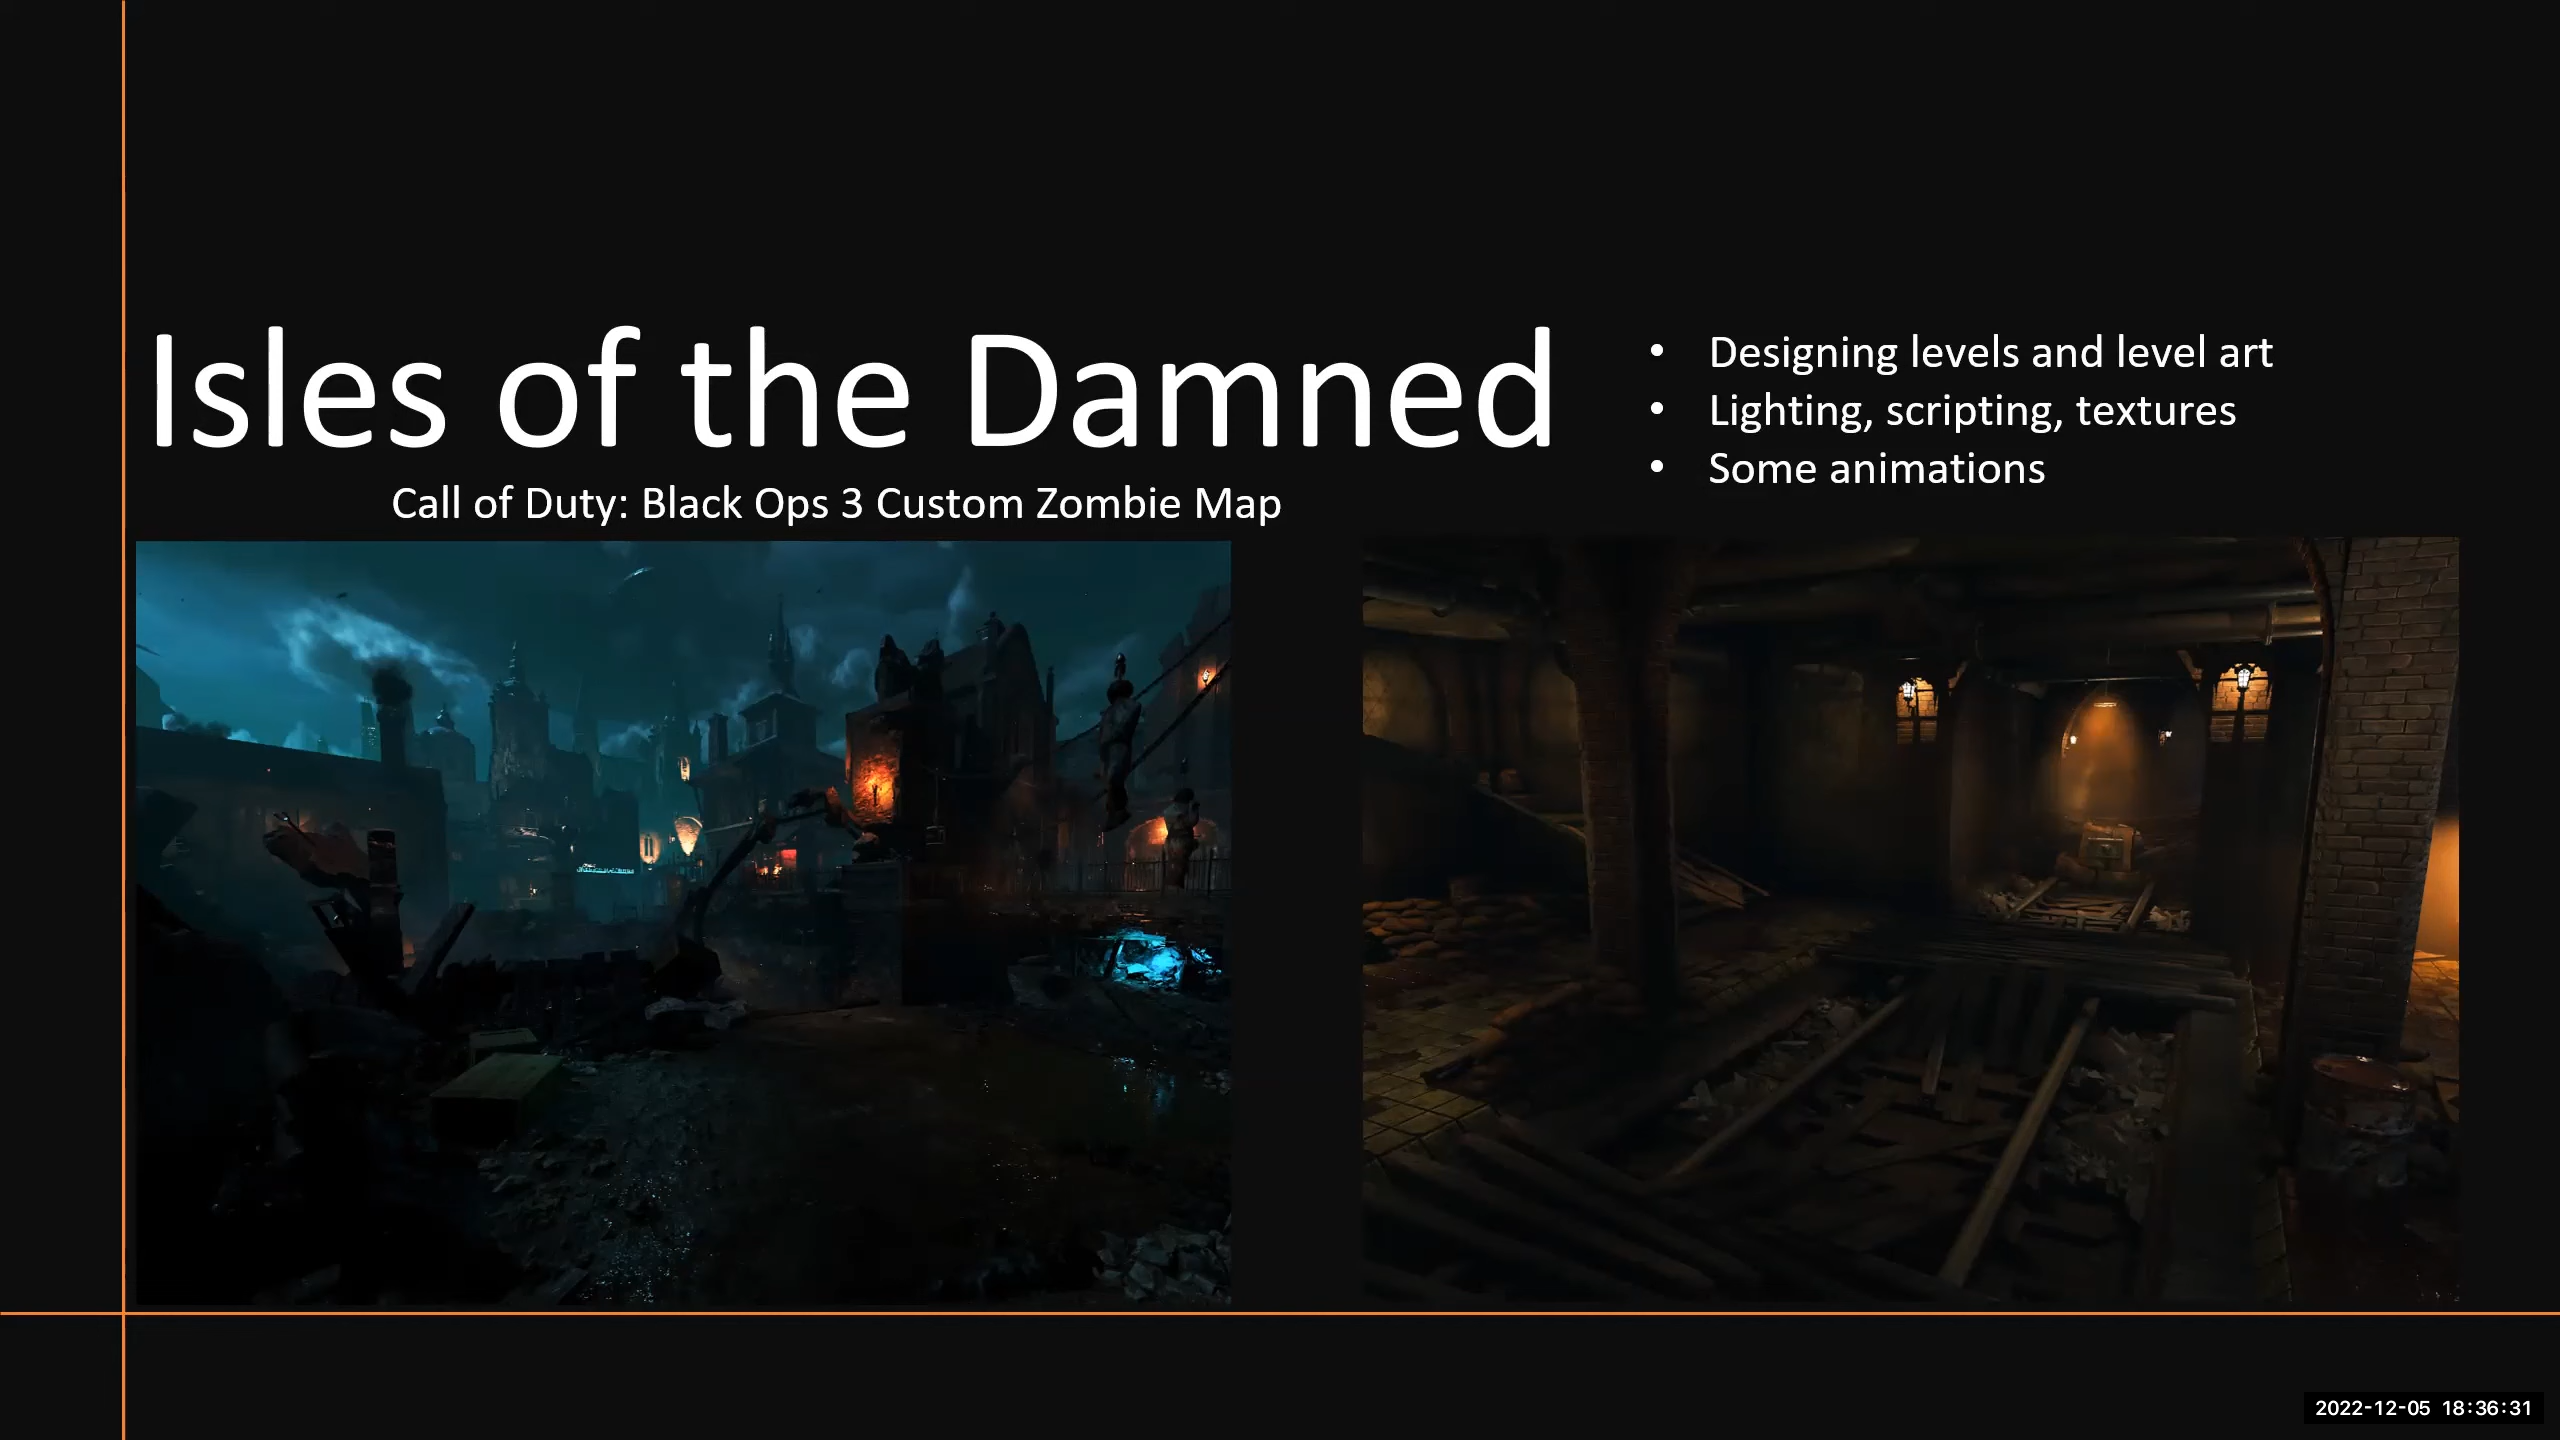 Isles of the Damned
Call of Duty: Black Ops 3 Custom Zombie Map
• Designing levels and level art
• Lighting, scripting, textures
• Some animations
2022-12-05 18:36:31